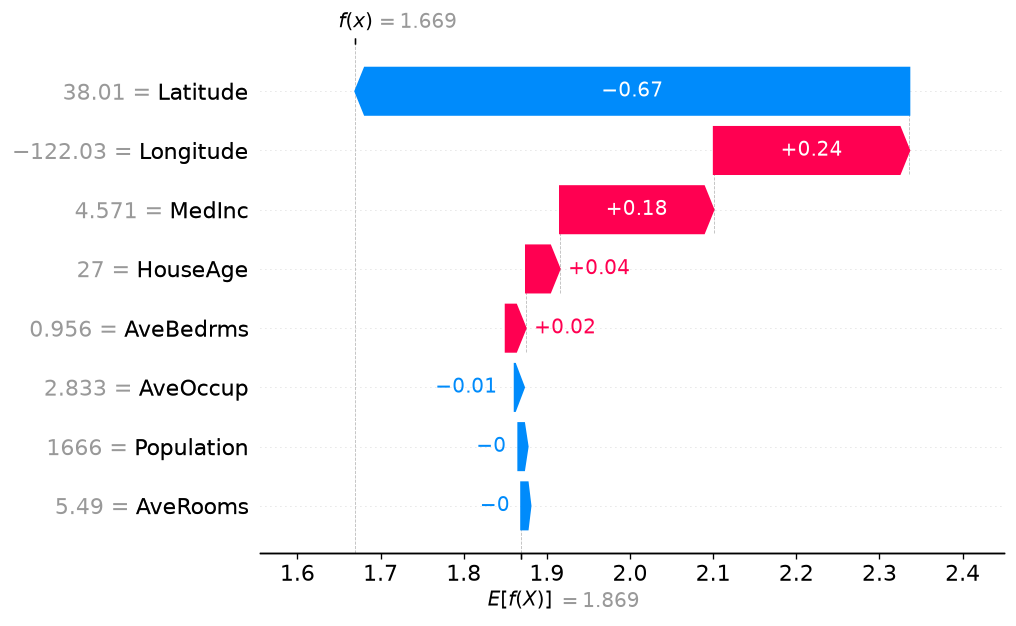 f(x) = 1.669
38.01 = Latitude −0.67
−122.03 = Longitude +0.24
4.571 = MedInc +0.18
27 = HouseAge +0.04
0.956 = AveBedrms +0.02
2.833 = AveOccup −0.01
1666 = Population −0
5.49 = AveRooms −0
1.6 1.7 1.8 1.9 2.0 2.1 2.2 2.3 2.4
E[f(X)] = 1.869